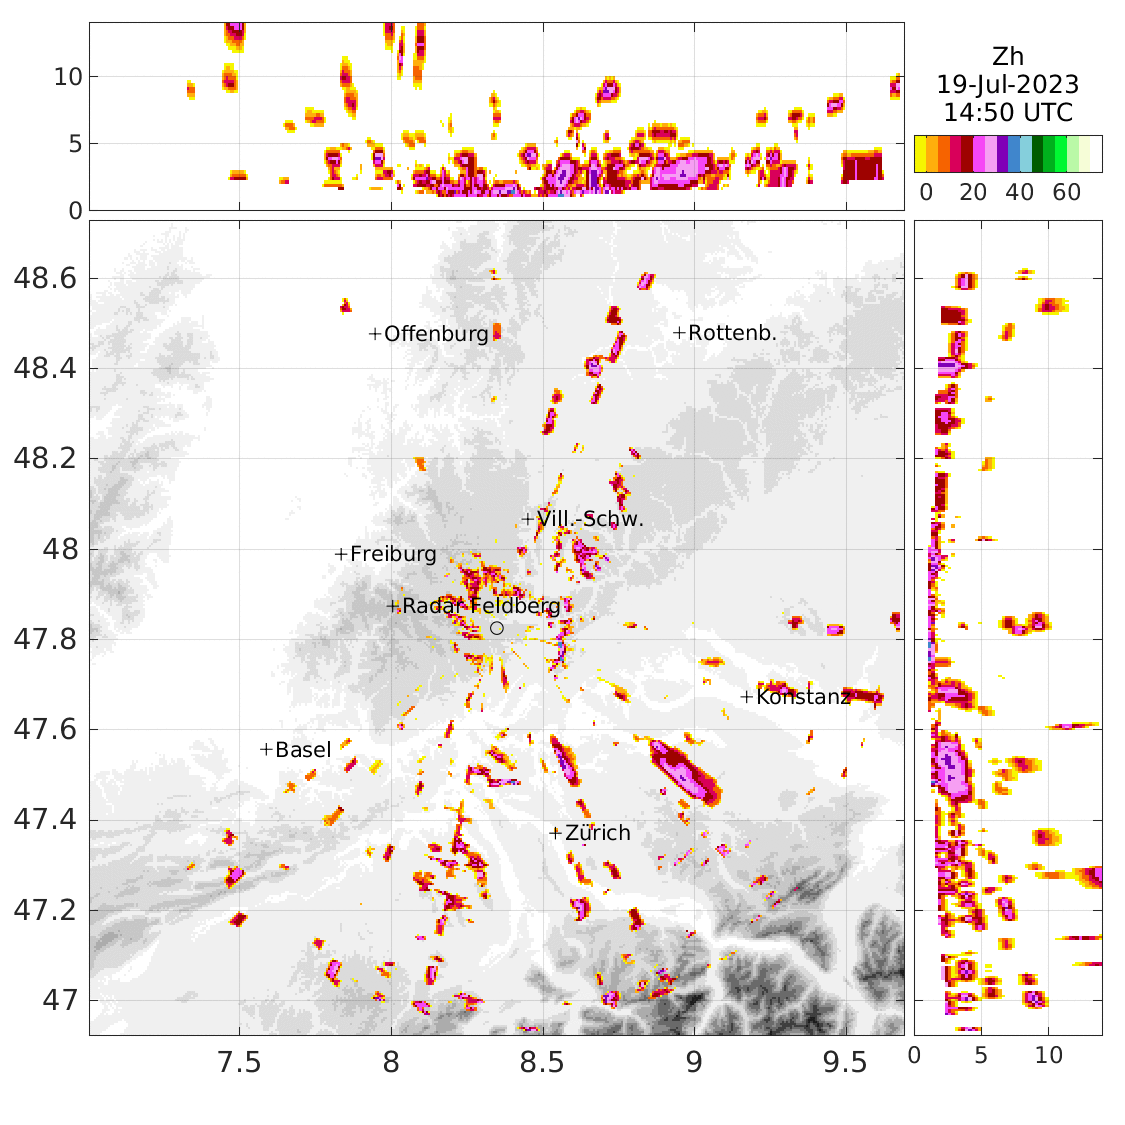 Zh
19-Jul-2023
14:50 UTC
0 20 40 60
10
5
0
48.6
48.4
48.2
48
47.8
47.6
47.4
47.2
47
+Offenburg
+Rottenb.
+Vill.-Schw.
+Freiburg
+Radar Feldberg
+Konstanz
+Basel
+Zürich
7.5 8 8.5 9 9.5
0 5 10